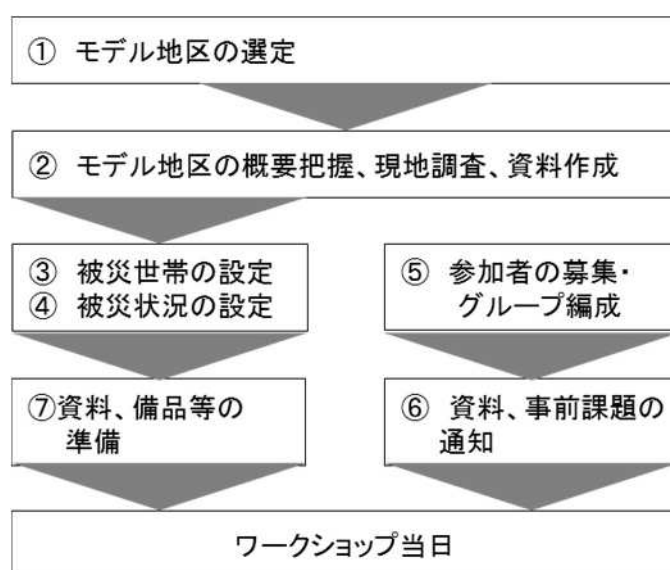 ① モデル地区の選定
② モデル地区の概要把握、現地調査、資料作成
③ 被災世帯の設定
④ 被災状況の設定
⑤ 参加者の募集・
グループ編成
⑦資料、備品等の
準備
⑥ 資料、事前課題の
通知
ワークショップ当日